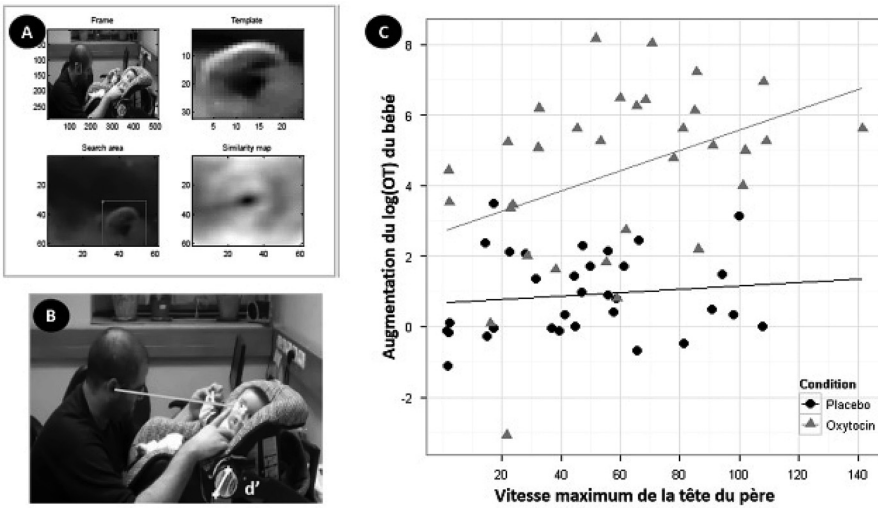 A
Frame
Template
0
50
100
150
200
250
100 200 300 400 500
10
20
30
5 10 15 20
Search area
Similarity map
20
40
60
20 40 60
20
40
60
20 40 60
B
d’
C
Augmentation du log(OT) du bébé
8
6
4
2
0
-2
20 40 60 80 100 120 140
Vitesse maximum de la tête du père
Condition
Placebo
Oxytocin